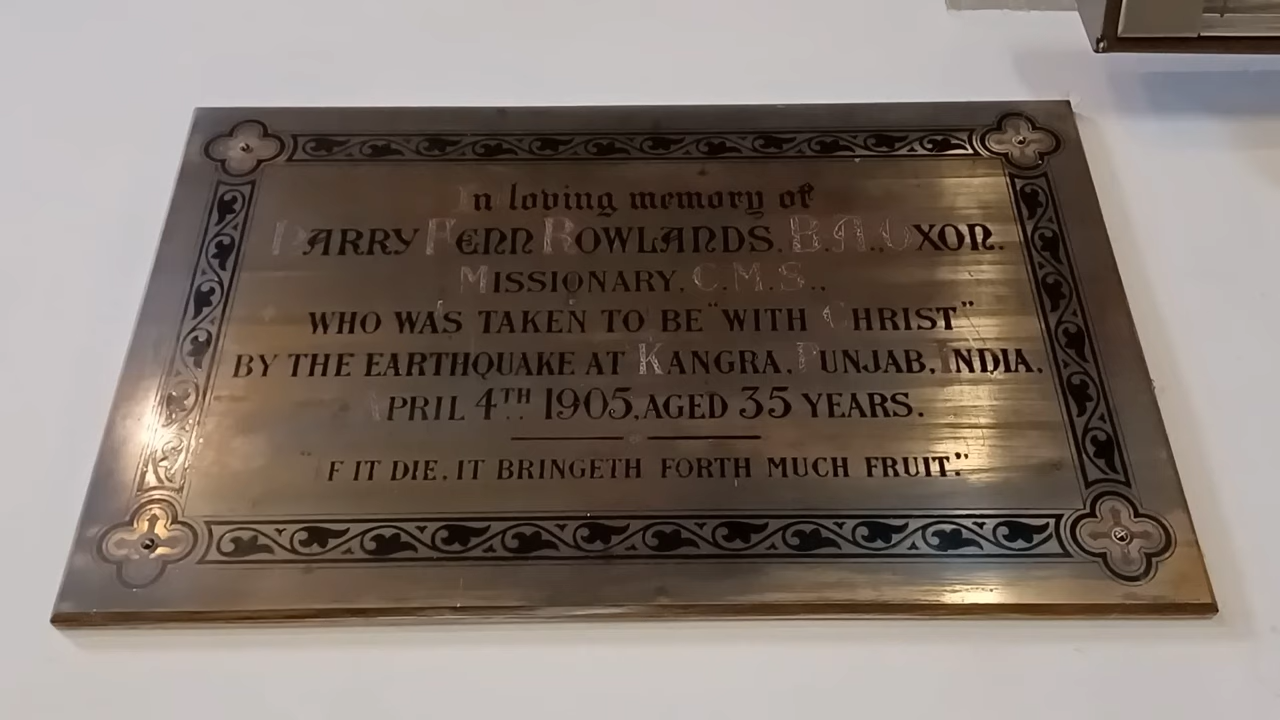 In loving memory of
HARRY FENN ROWLANDS. B.A., OXON.
MISSIONARY. C.M.S.,
WHO WAS TAKEN TO BE "WITH CHRIST"
BY THE EARTHQUAKE AT KANGRA, PUNJAB, INDIA,
APRIL 4TH 1905, AGED 35 YEARS.
"IF IT DIE, IT BRINGETH FORTH MUCH FRUIT."